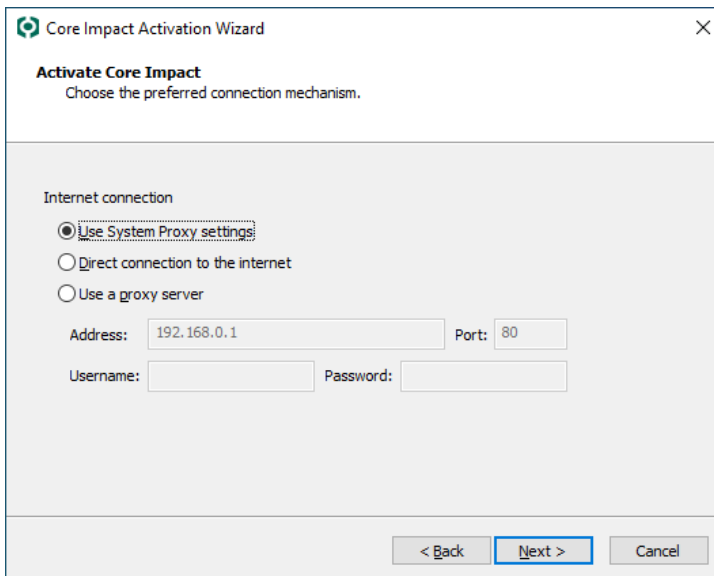 Core Impact Activation Wizard
Activate Core Impact
Choose the preferred connection mechanism.
Internet connection
Use System Proxy settings
Direct connection to the internet
Use a proxy server
Address: 192.168.0.1 Port: 80
Username: Password:
< Back Next > Cancel